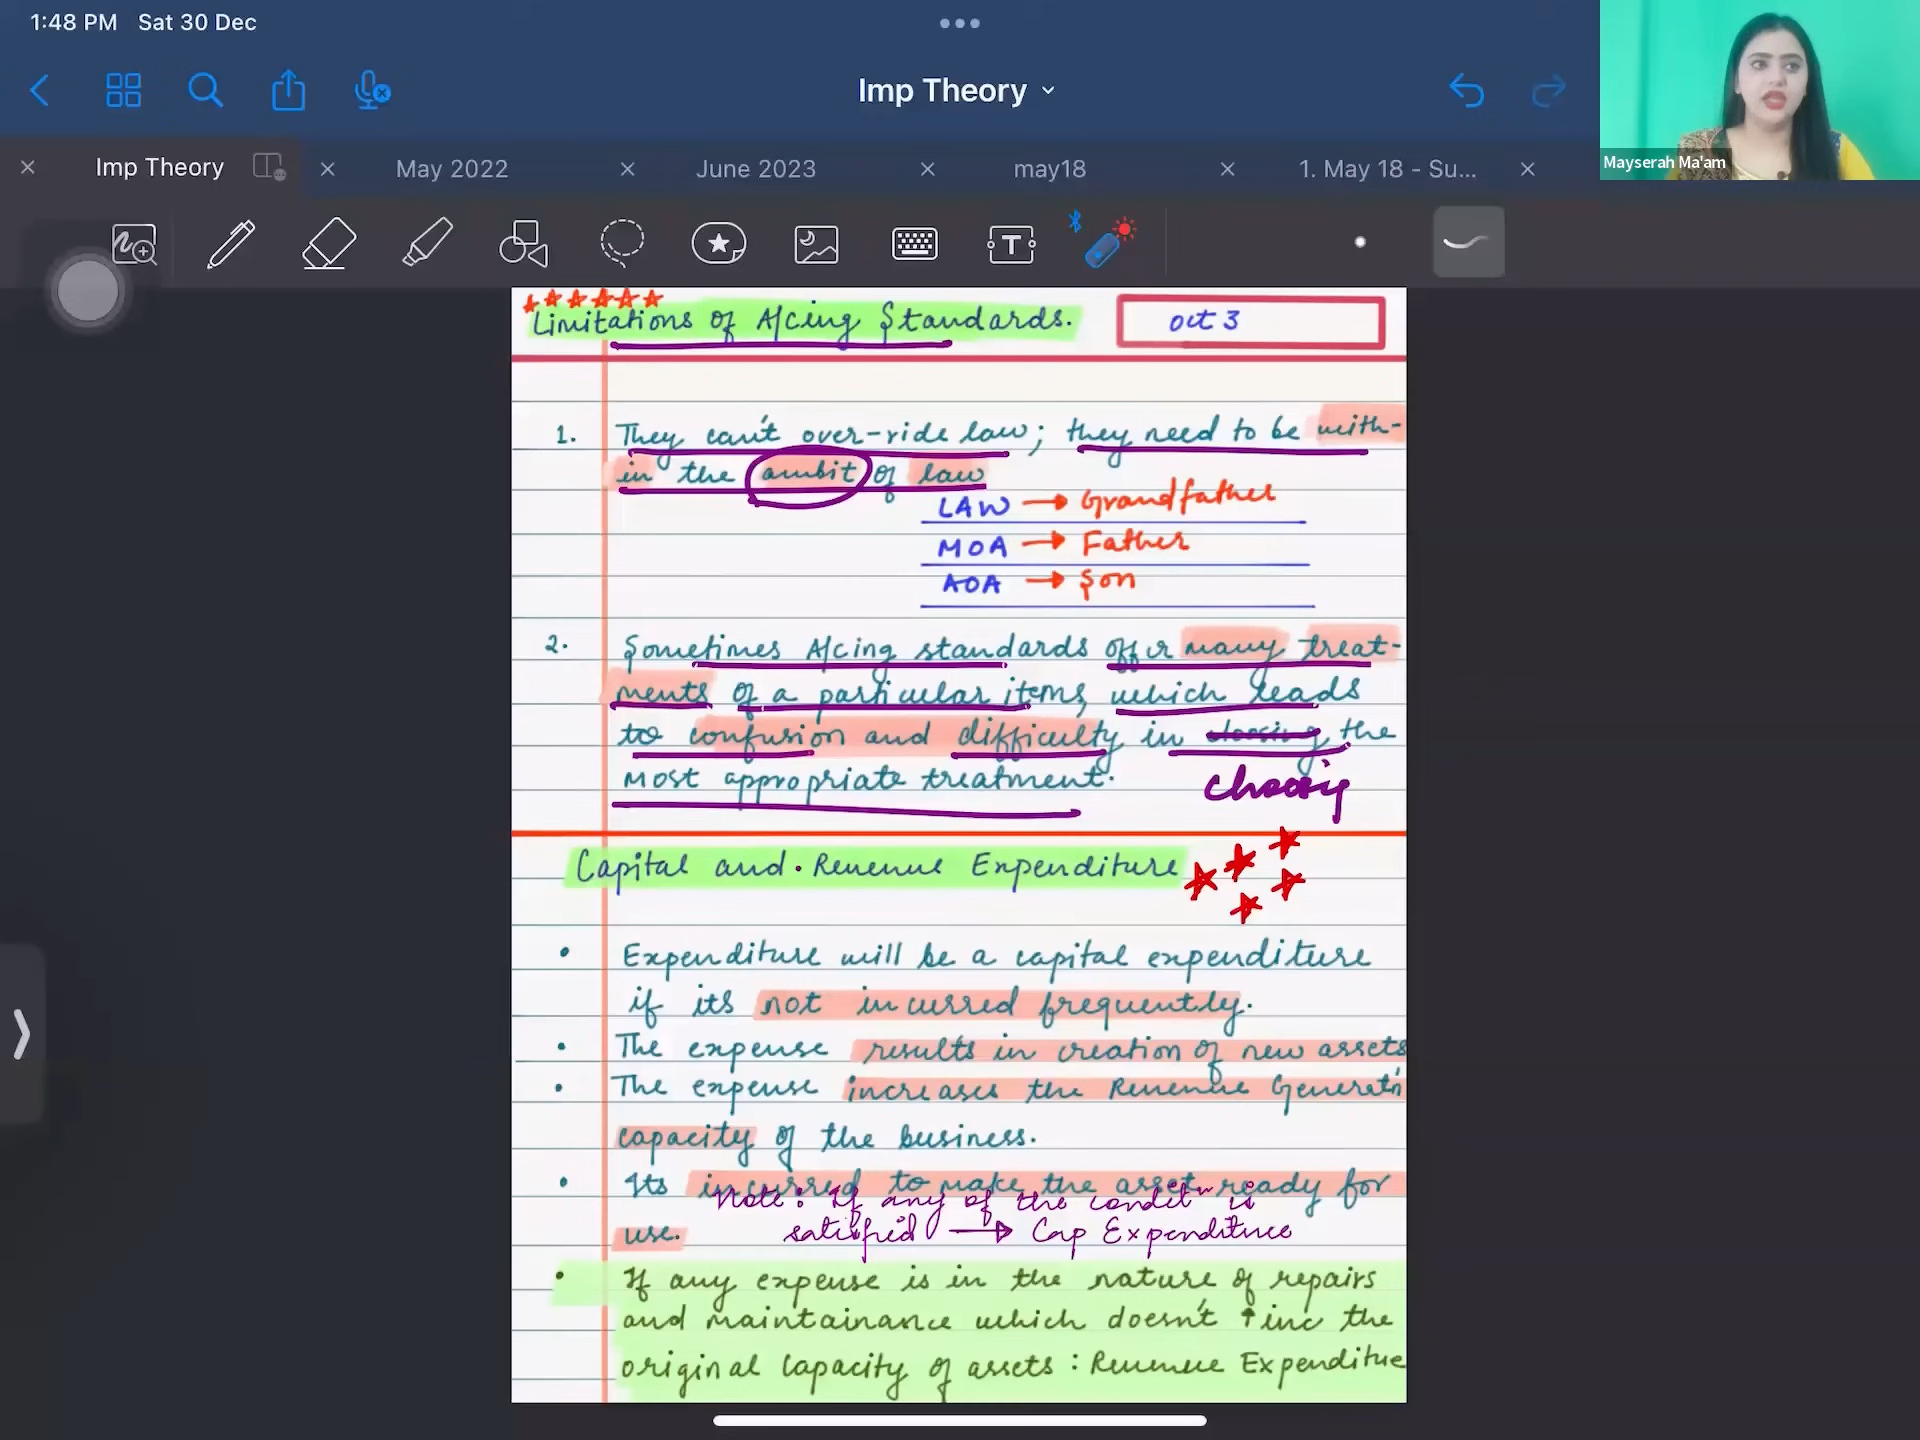 1:48 PM Sat 30 Dec
Imp Theory
Mayserah Ma'am
Imp Theory
May 2022
June 2023
may18
1. May 18 - Su...
Limitations of A/cing Standards.
oct 3
1. They can't over-ride law; they need to be with-
in the ambit of law
LAW → Grandfather
MOA → Father
AOA → Son
2. Sometimes A/cing standards offer many treat-
ments of a particular items, which leads
to confusion and difficulty in the
most appropriate treatment.
Capital and Revenue Expenditure
• Expenditure will be a capital expenditure
if its not incurred frequently.
• The expense results in creation of new assets
• The expense increases the Revenue Generatn
capacity of the business.
• Its incurred to make the asset ready for
use.
Note: If any of the conditn is
satisfied → Cap Expenditure
• If any expense is in the nature of repairs
and maintainance which doesn't ↑ inc the
original capacity of assets : Revenue Expenditue